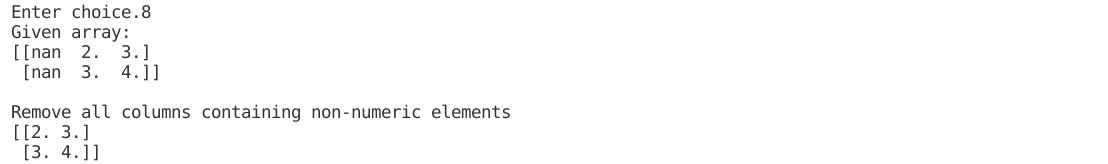 Enter choice.8
Given array:
[[nan  2.  3.]
 [nan  3.  4.]]

Remove all columns containing non-numeric elements
[[2. 3.]
 [3. 4.]]